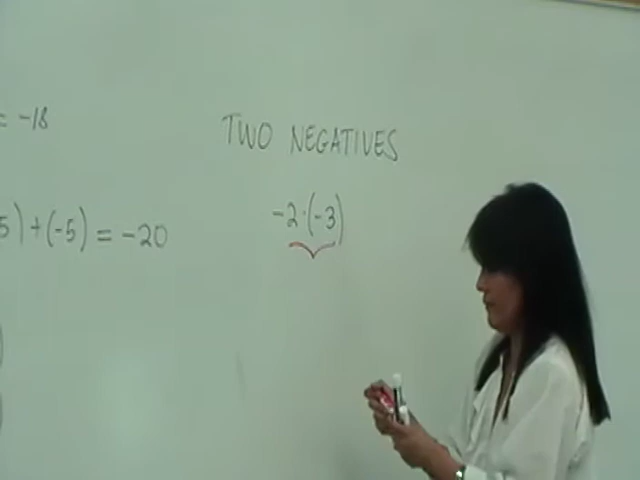 = -18
TWO NEGATIVES
5) + (-5) = -20
-2·(-3)